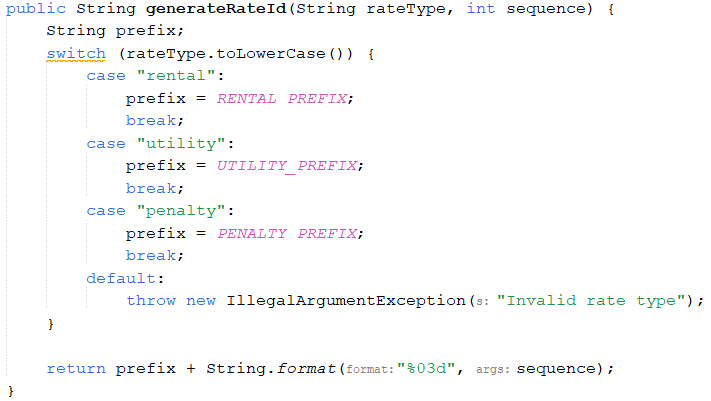 public String generateRateId(String rateType, int sequence) {
    String prefix;
    switch (rateType.toLowerCase()) {
        case "rental":
            prefix = RENTAL_PREFIX;
            break;
        case "utility":
            prefix = UTILITY_PREFIX;
            break;
        case "penalty":
            prefix = PENALTY_PREFIX;
            break;
        default:
            throw new IllegalArgumentException(s: "Invalid rate type");
    }
    return prefix + String.format(format: "%03d", args: sequence);
}